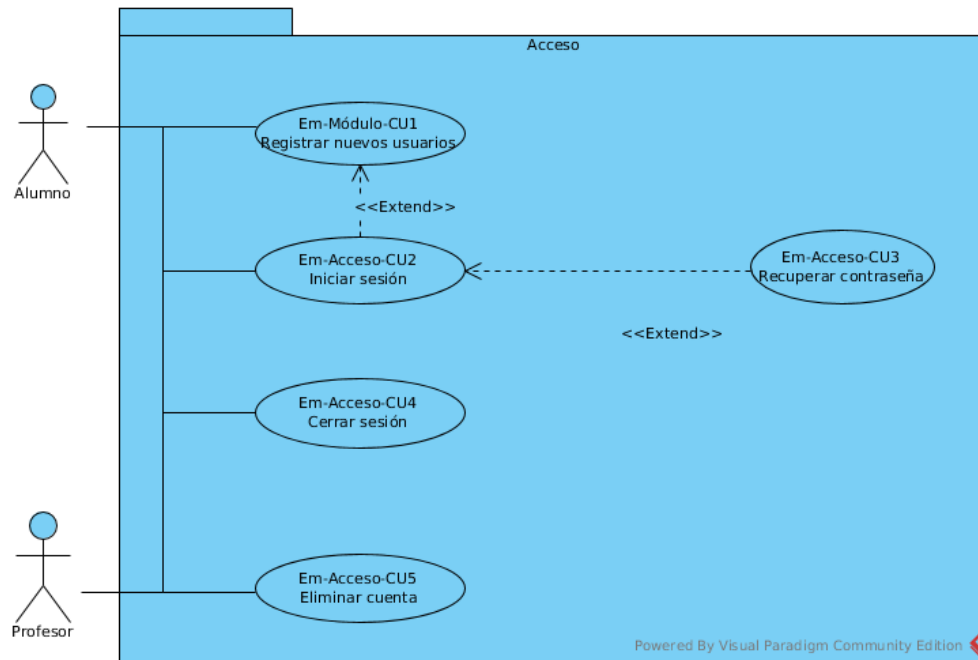 Acceso
Em-Módulo-CU1
Registrar nuevos usuarios
Alumno
<<Extend>>
Em-Acceso-CU2
Iniciar sesión
Em-Acceso-CU3
Recuperar contraseña
<<Extend>>
Em-Acceso-CU4
Cerrar sesión
Em-Acceso-CU5
Eliminar cuenta
Profesor
Powered By Visual Paradigm Community Edition